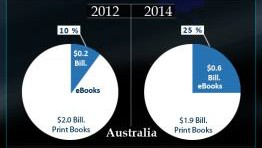 2012 2014
10 % 25 %
$0.2
Bill.
eBooks
$2.0 Bill.
Print Books
$0.6
Bill.
eBooks
$1.9 Bill.
Print Books
Australia